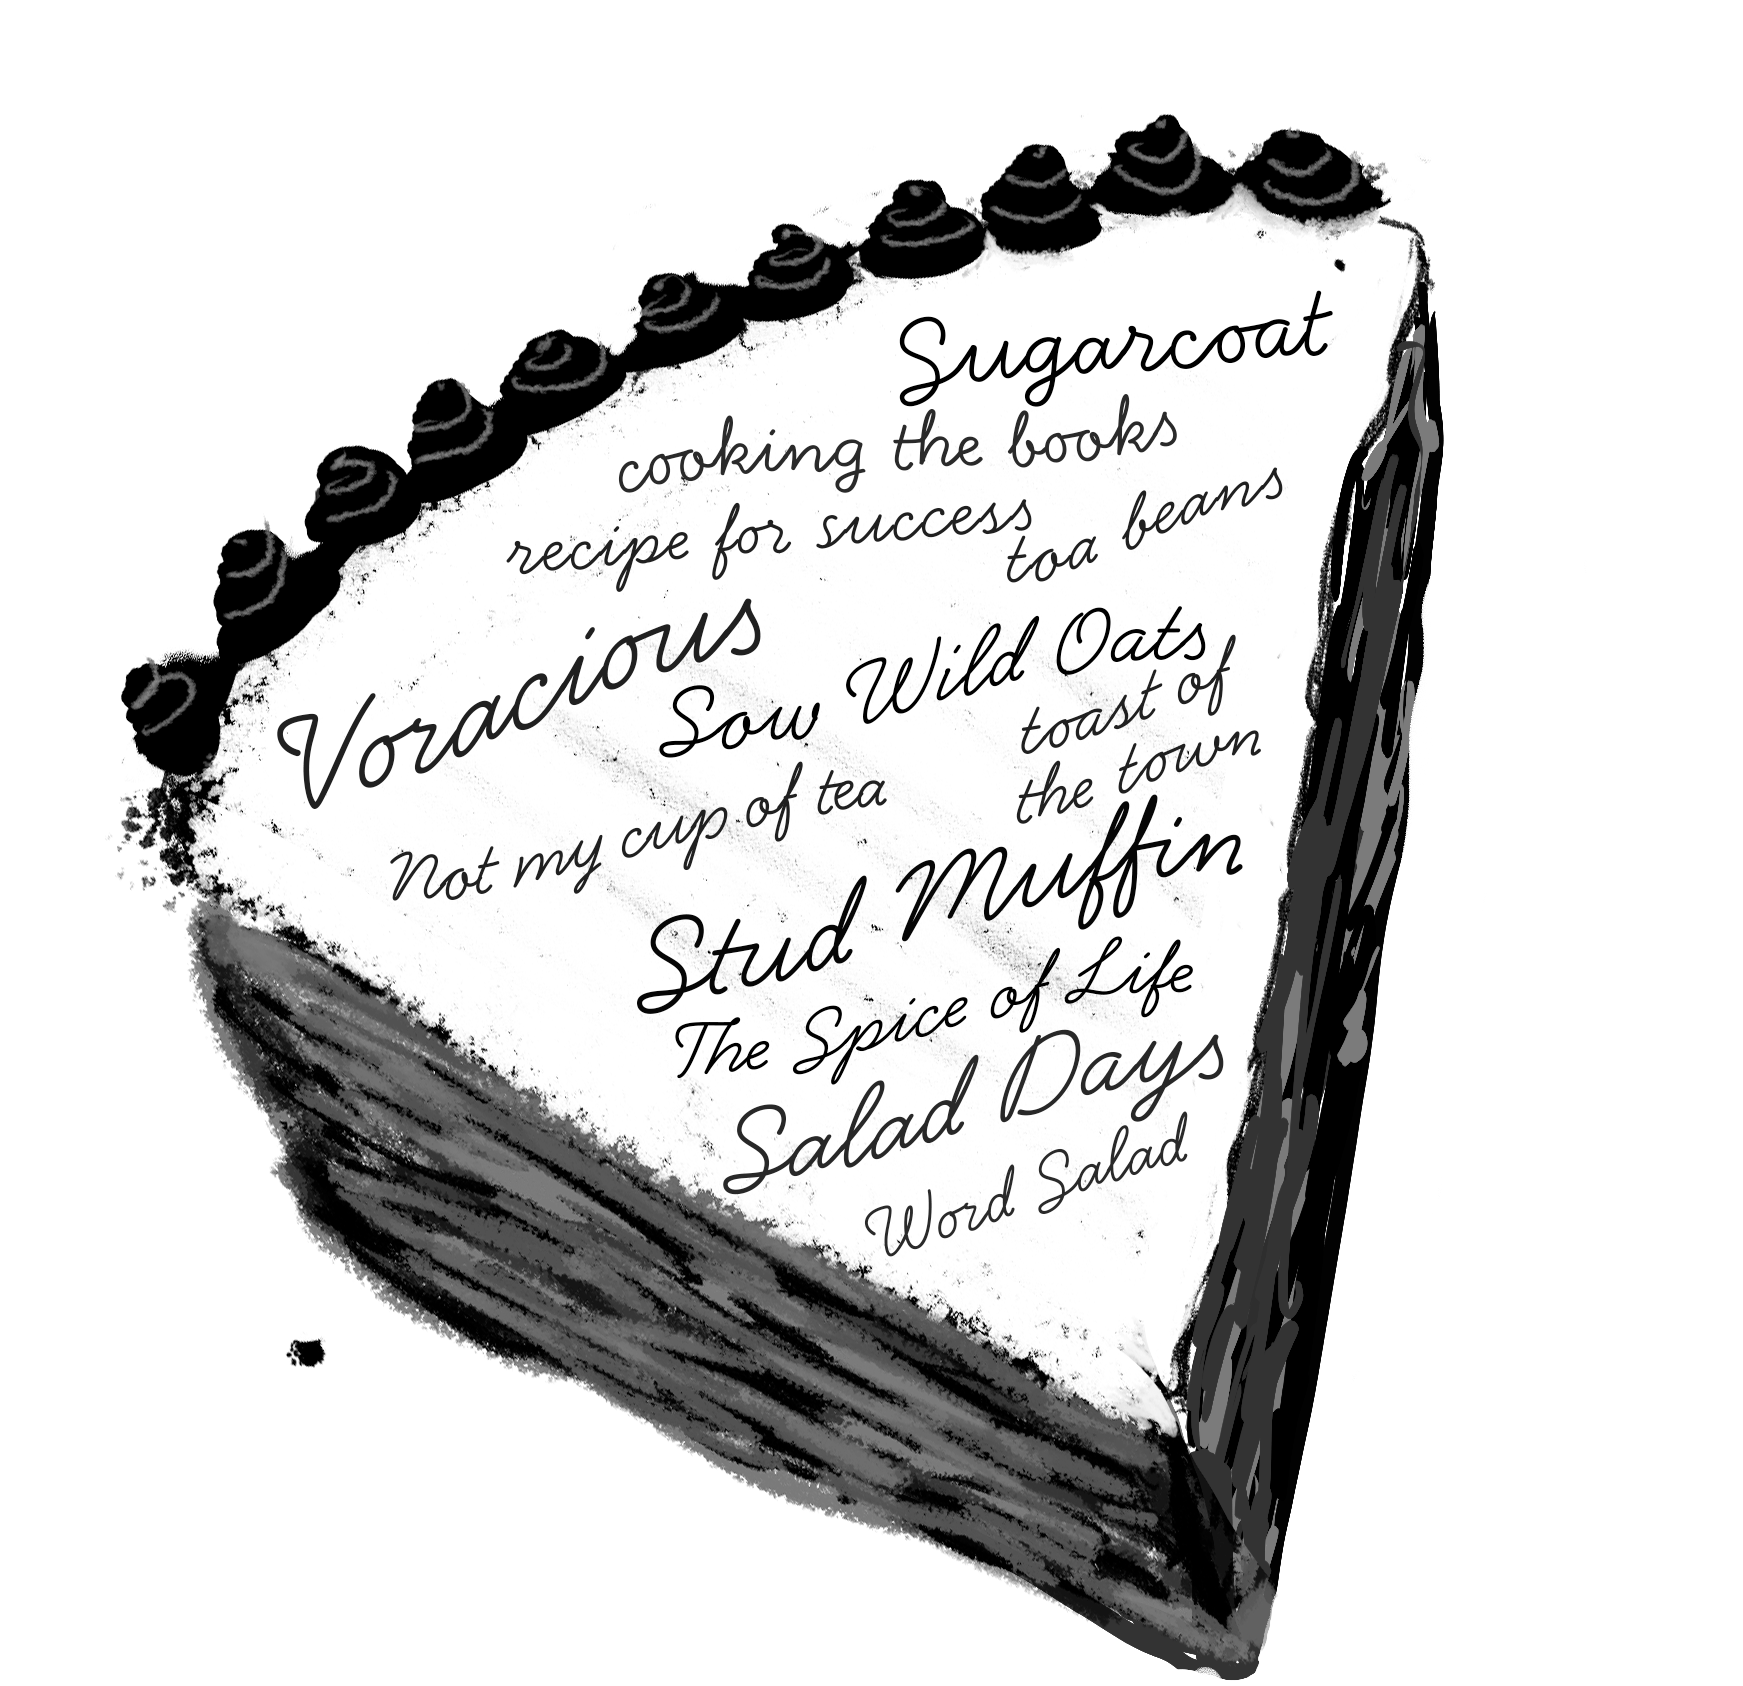 Sugarcoat
cooking the books
recipe for success
toa beans
Voracious
Sow Wild Oats
toast of
the town
Not my cup of tea
Stud Muffin
The Spice of Life
Salad Days
Word Salad